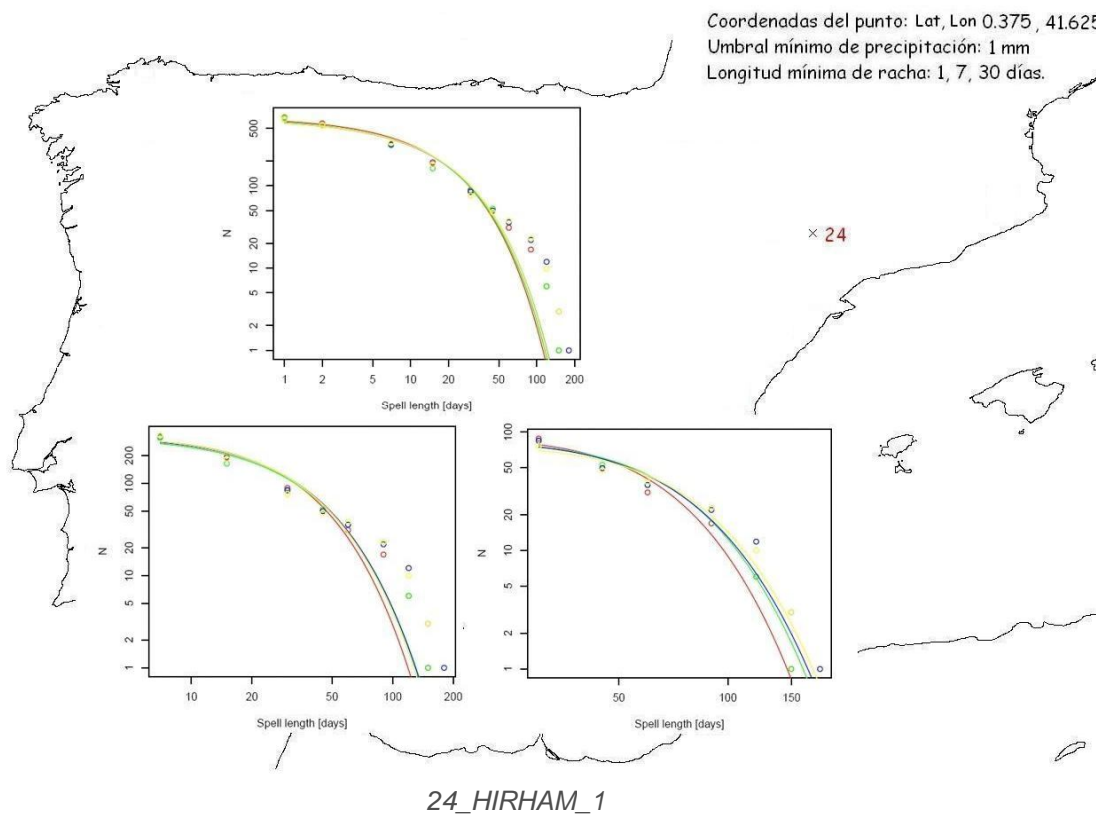 Coordenadas del punto: Lat, Lon 0.375 , 41.625
Umbral mínimo de precipitación: 1 mm
Longitud mínima de racha: 1, 7, 30 días.
500
100
50
20
10
5
2
1
N
1 2 5 10 20 50 100 200
Spell length [days]
× 24
200
100
50
20
10
5
2
1
N
10 20 50 100 200
Spell length [days]
100
50
20
10
5
2
1
N
50 100 150
Spell length [days]
24_HIRHAM_1